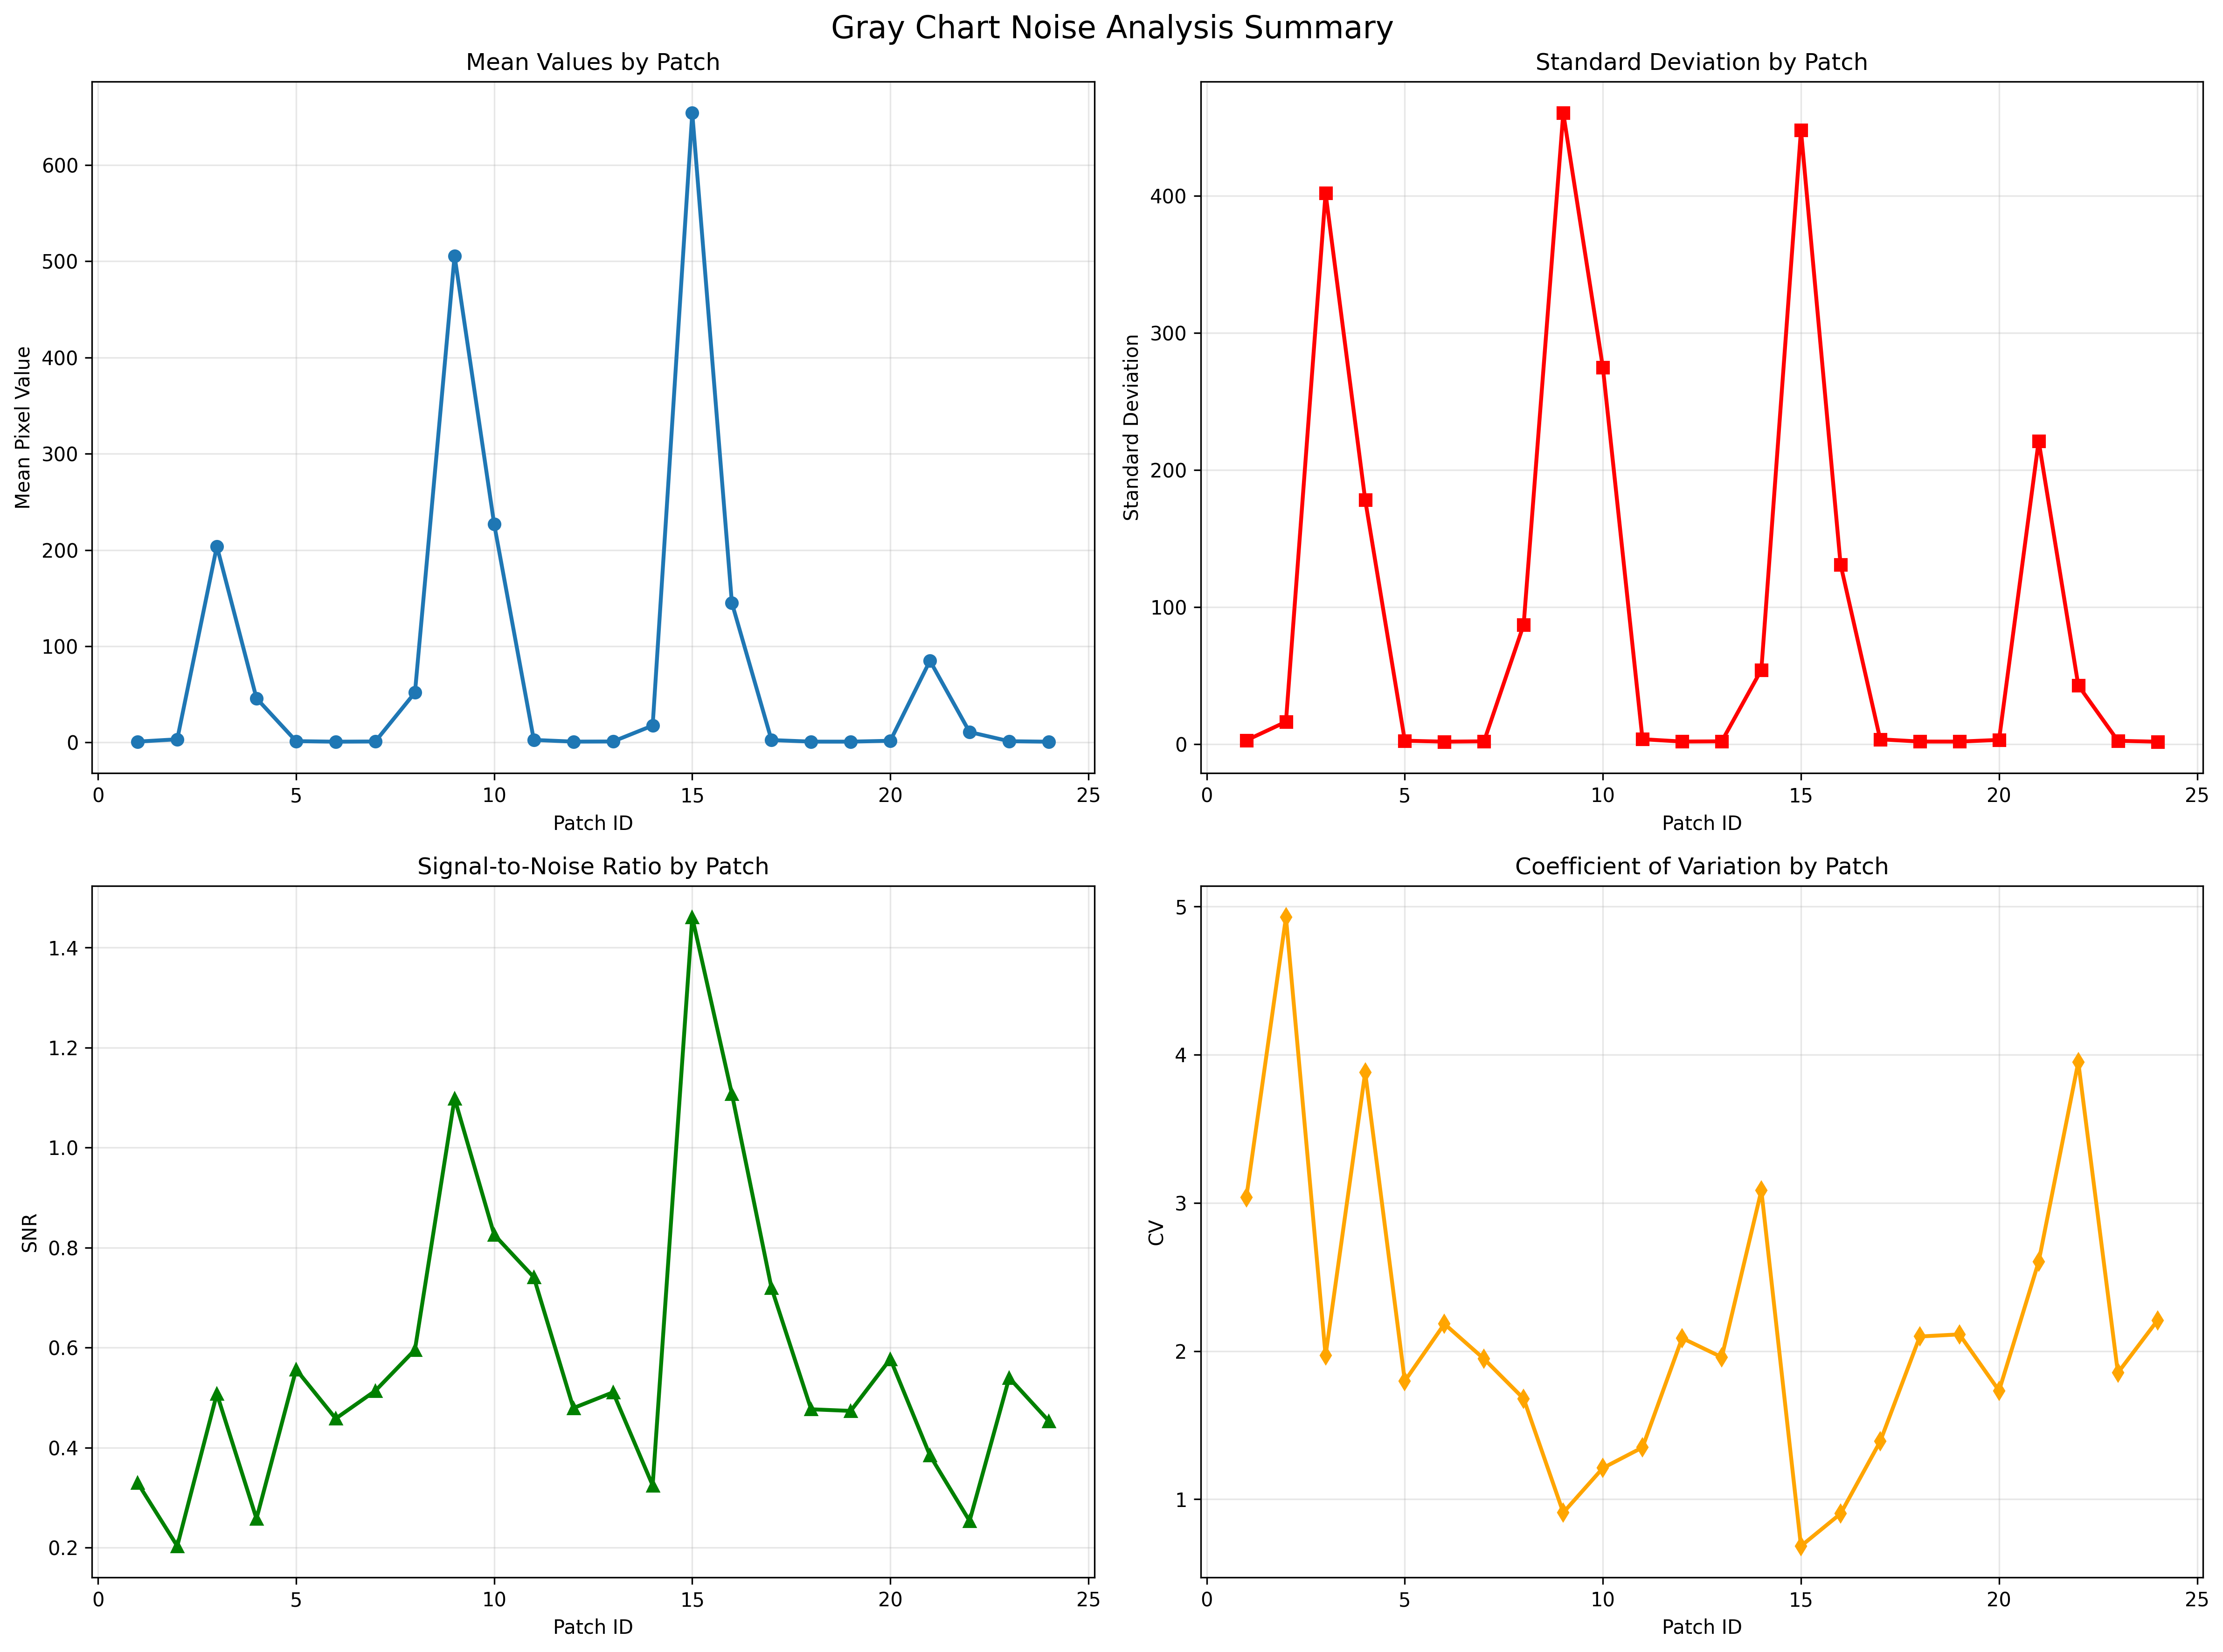 Gray Chart Noise Analysis Summary
Mean Values by Patch
Mean Pixel Value
600
500
400
300
200
100
0
0 5 10 15 20 25
Patch ID
Standard Deviation by Patch
Standard Deviation
400
300
200
100
0
0 5 10 15 20 25
Patch ID
Signal-to-Noise Ratio by Patch
SNR
1.4
1.2
1.0
0.8
0.6
0.4
0.2
0 5 10 15 20 25
Patch ID
Coefficient of Variation by Patch
CV
5
4
3
2
1
0 5 10 15 20 25
Patch ID